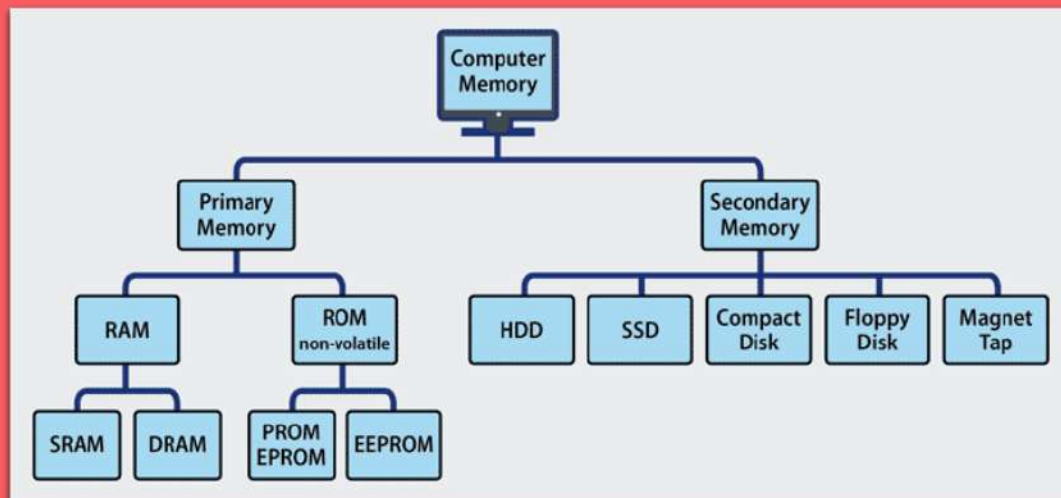 Computer
Memory
Primary
Memory
Secondary
Memory
RAM
ROM
non-volatile
HDD
SSD
Compact
Disk
Floppy
Disk
Magnet
Tap
SRAM
DRAM
PROM
EPROM
EEPROM